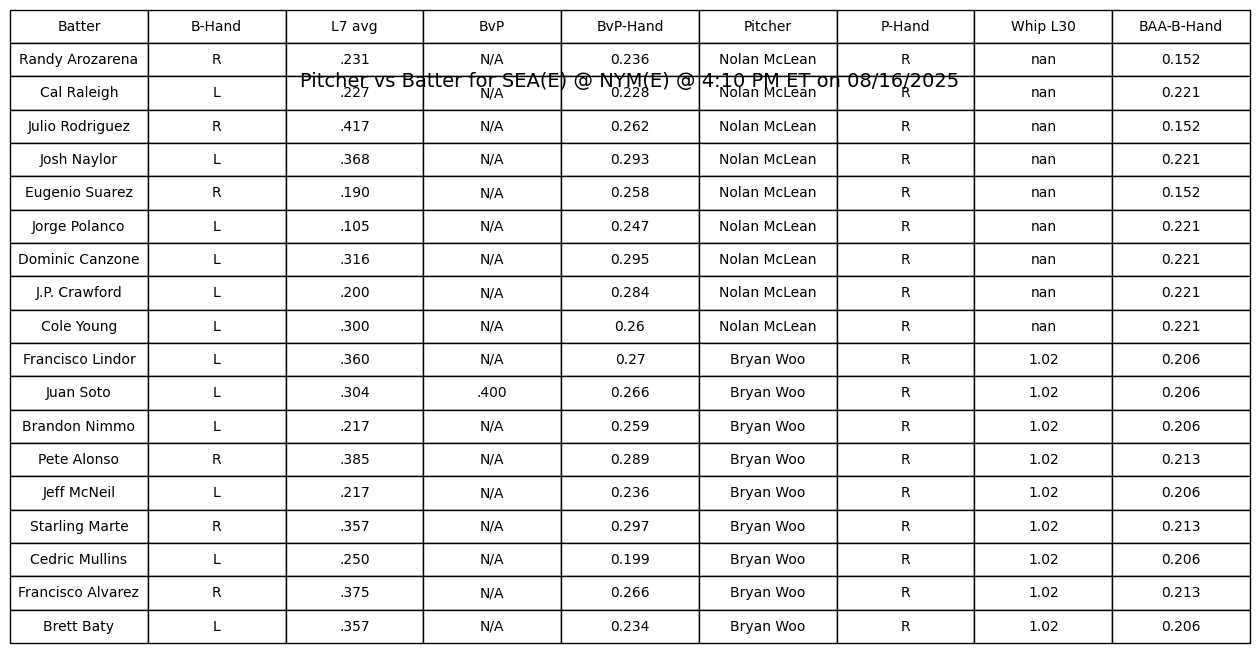 Batter B-Hand L7 avg BvP BvP-Hand Pitcher P-Hand Whip L30 BAA-B-Hand
Randy Arozarena R .231 N/A 0.236 Nolan McLean R nan 0.152
Pitcher vs Batter for SEA(E) @ NYM(E) @ 4:10 PM ET on 08/16/2025
Cal Raleigh L .227 N/A 0.228 Nolan McLean R nan 0.221
Julio Rodriguez R .417 N/A 0.262 Nolan McLean R nan 0.152
Josh Naylor L .368 N/A 0.293 Nolan McLean R nan 0.221
Eugenio Suarez R .190 N/A 0.258 Nolan McLean R nan 0.152
Jorge Polanco L .105 N/A 0.247 Nolan McLean R nan 0.221
Dominic Canzone L .316 N/A 0.295 Nolan McLean R nan 0.221
J.P. Crawford L .200 N/A 0.284 Nolan McLean R nan 0.221
Cole Young L .300 N/A 0.26 Nolan McLean R nan 0.221
Francisco Lindor L .360 N/A 0.27 Bryan Woo R 1.02 0.206
Juan Soto L .304 .400 0.266 Bryan Woo R 1.02 0.206
Brandon Nimmo L .217 N/A 0.259 Bryan Woo R 1.02 0.206
Pete Alonso R .385 N/A 0.289 Bryan Woo R 1.02 0.213
Jeff McNeil L .217 N/A 0.236 Bryan Woo R 1.02 0.206
Starling Marte R .357 N/A 0.297 Bryan Woo R 1.02 0.213
Cedric Mullins L .250 N/A 0.199 Bryan Woo R 1.02 0.206
Francisco Alvarez R .375 N/A 0.266 Bryan Woo R 1.02 0.213
Brett Baty L .357 N/A 0.234 Bryan Woo R 1.02 0.206